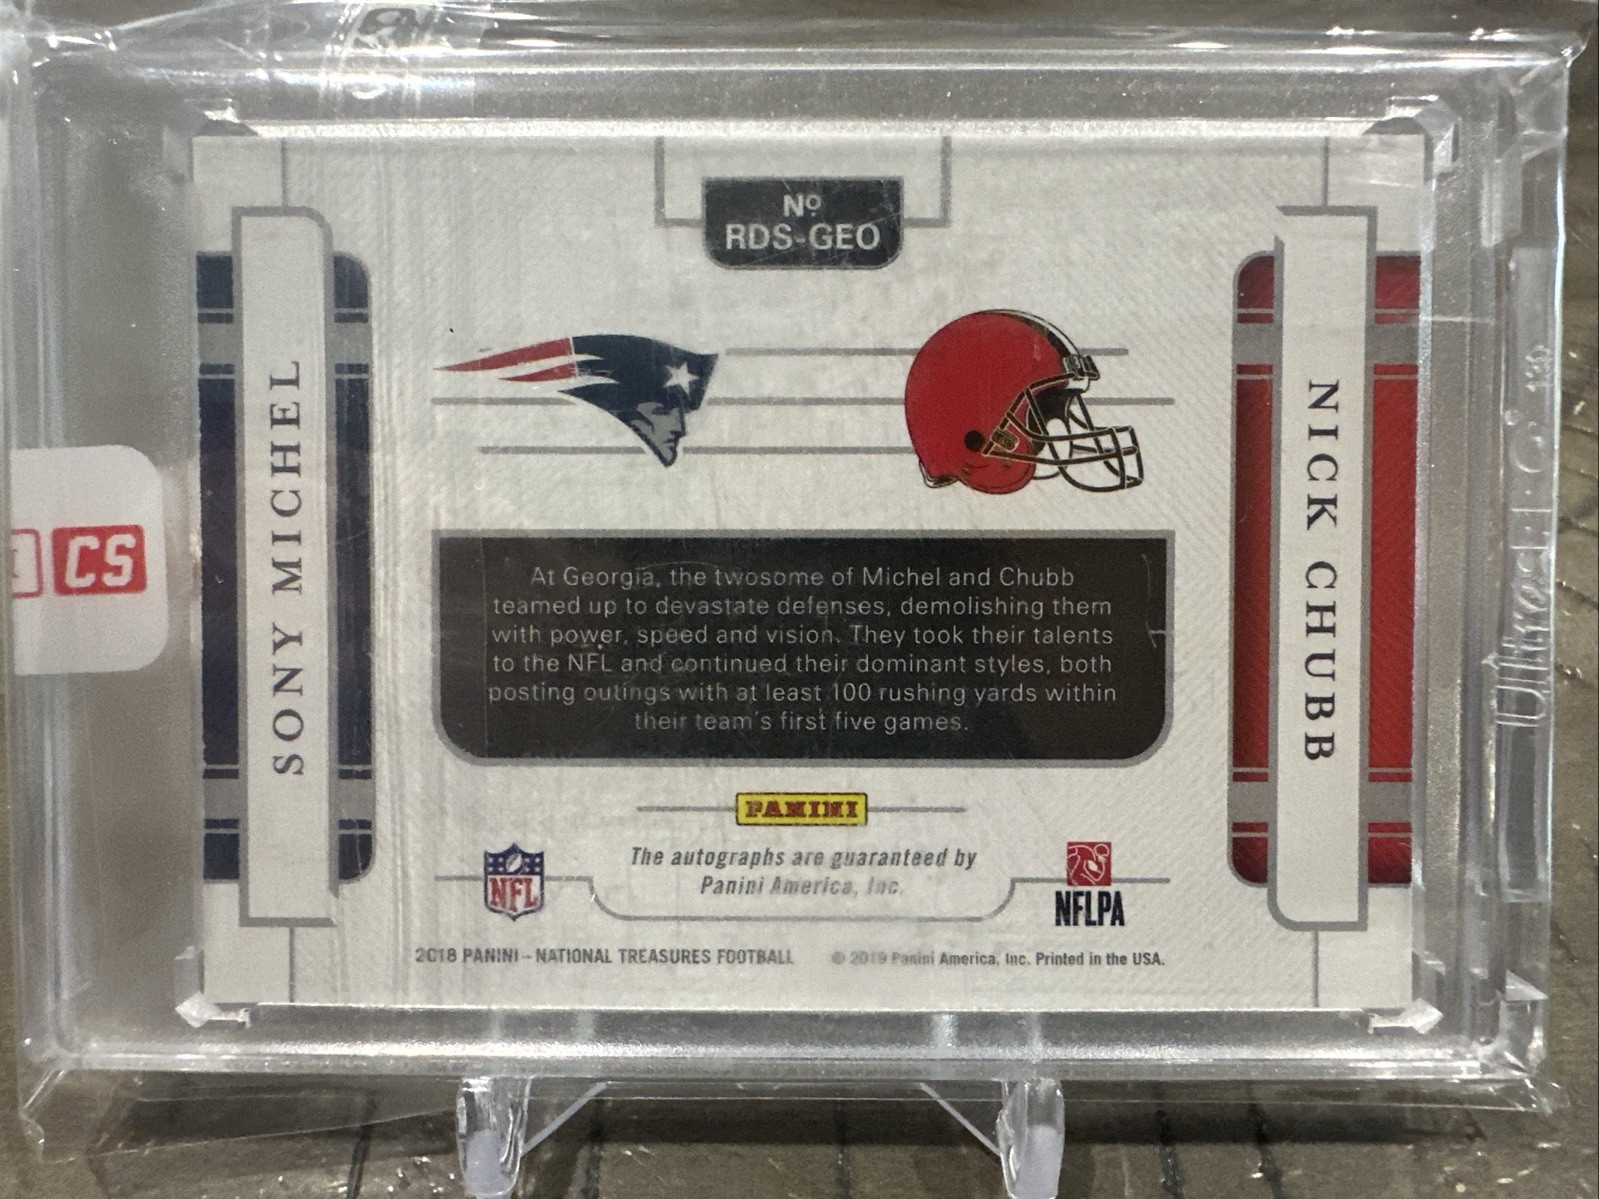 Nº
RDS-GEO
SONY MICHEL
NICK CHUBB
CS
At Georgia, the twosome of Michel and Chubb
teamed up to devastate defenses, demolishing them
with power, speed and vision. They took their talents
to the NFL and continued their dominant styles, both
posting outings with at least 100 rushing yards within
their team's first five games.
PANINI
The autographs are guaranteed by
Panini America, Inc.
NFL
NFLPA
2018 PANINI – NATIONAL TREASURES FOOTBALL © 2019 Panini America, Inc. Printed in the USA.